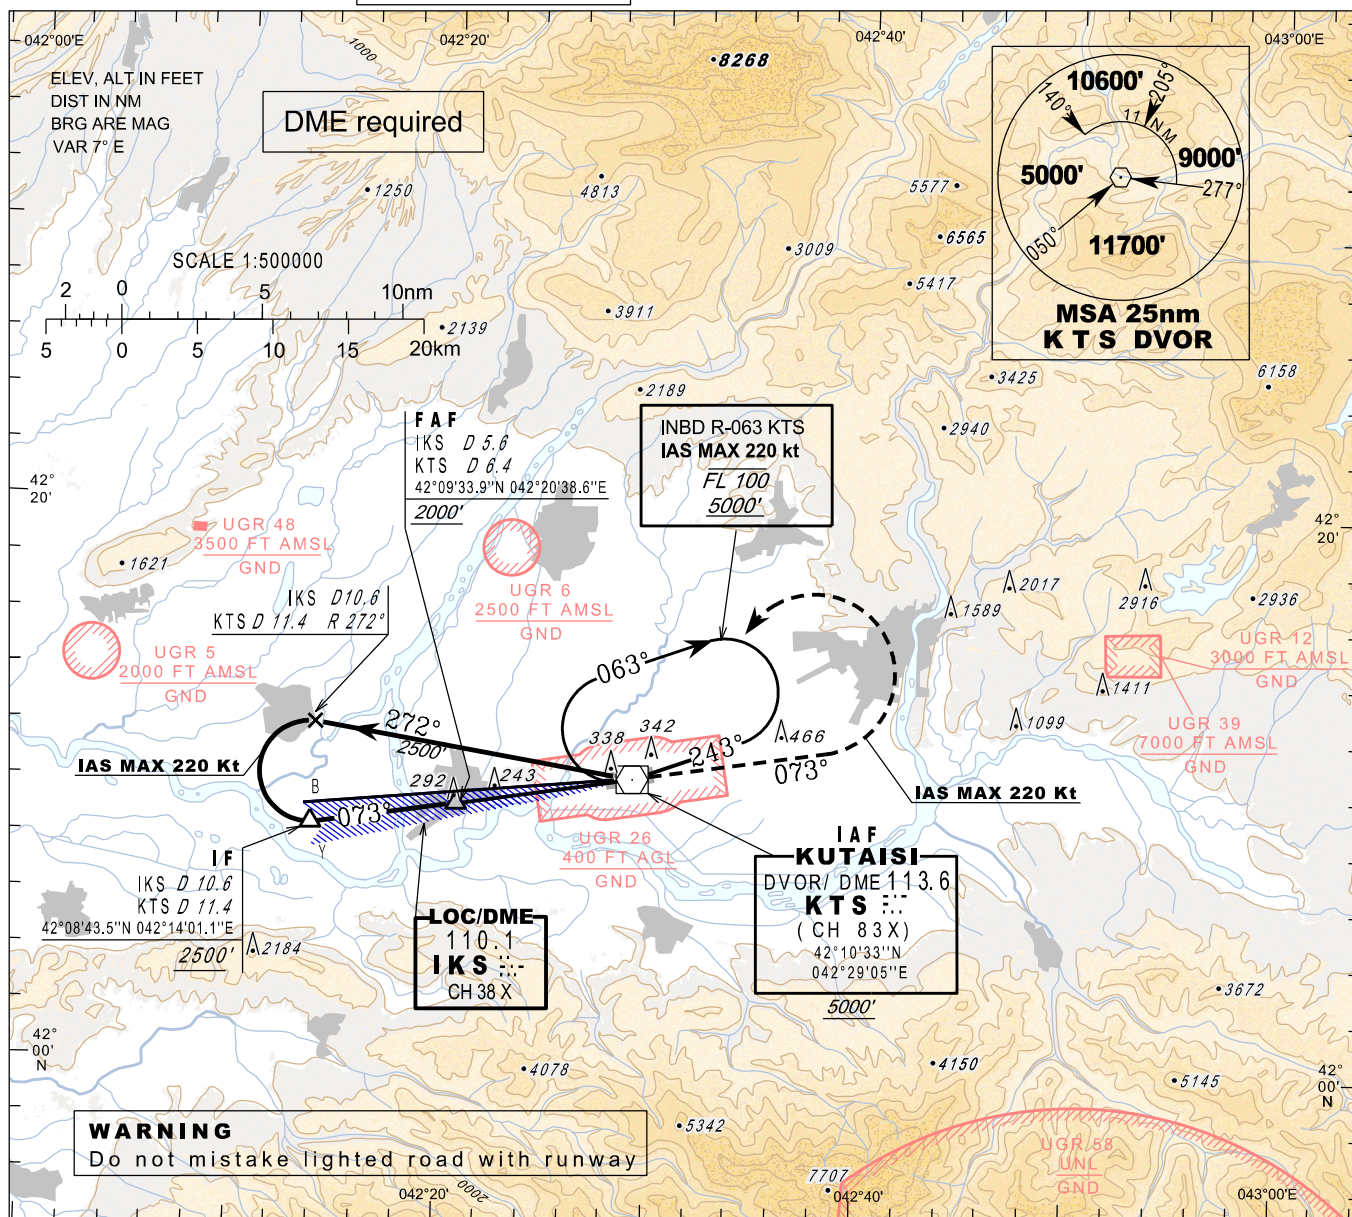 042°00'E
042°20'
042°40'
043°00'E
ELEV, ALT IN FEET
DIST IN NM
BRG ARE MAG
VAR 7° E
DME required
1000
8268
1250
4813
5577
6565
3009
5417
3911
2139
2189
3425
6158
2940
10600'
140°
205°
11 NM
9000'
5000'
277°
050°
11700'
MSA 25nm
KTS DVOR
SCALE 1:500000
2 0 5 10nm
5 0 5 10 15 20km
FAF
IKS D 5.6
KTS D 6.4
42°09'33.9"N 042°20'38.6"E
2000'
INBD R-063 KTS
IAS MAX 220 kt
FL 100
5000'
42°
20'
42°
20'
UGR 48
3500 FT AMSL
GND
1621
UGR 6
2500 FT AMSL
GND
IKS D10,6
KTS D 11.4 R 272°
UGR 5
2000 FT AMSL
GND
1589
2017
2916
2936
UGR 12
3000 FT AMSL
GND
1411
1099
UGR 39
7000 FT AMSL
GND
063°
272°
2500'
338
342
243°
466
073°
IAS MAX 220 Kt
IAS MAX 220 Kt
B
Y
292
243
073°
UGR 26
400 FT AGL
GND
IF
IKS D 10.6
KTS D 11.4
42°08'43.5"N 042°14'01.1"E
2500'
2184
LOC/DME
110.1
IKS
CH 38 X
IAF
KUTAISI
DVOR/ DME 113.6
KTS
( CH 83 X)
42°10'33"N
042°29'05"E
5000'
3672
42°
00'
N
4078
4150
5145
42°
00'
N
WARNING
Do not mistake lighted road with runway
5342
7707
UGR 58
UNL
GND
042°20'
2000
042°40'
043°00'E